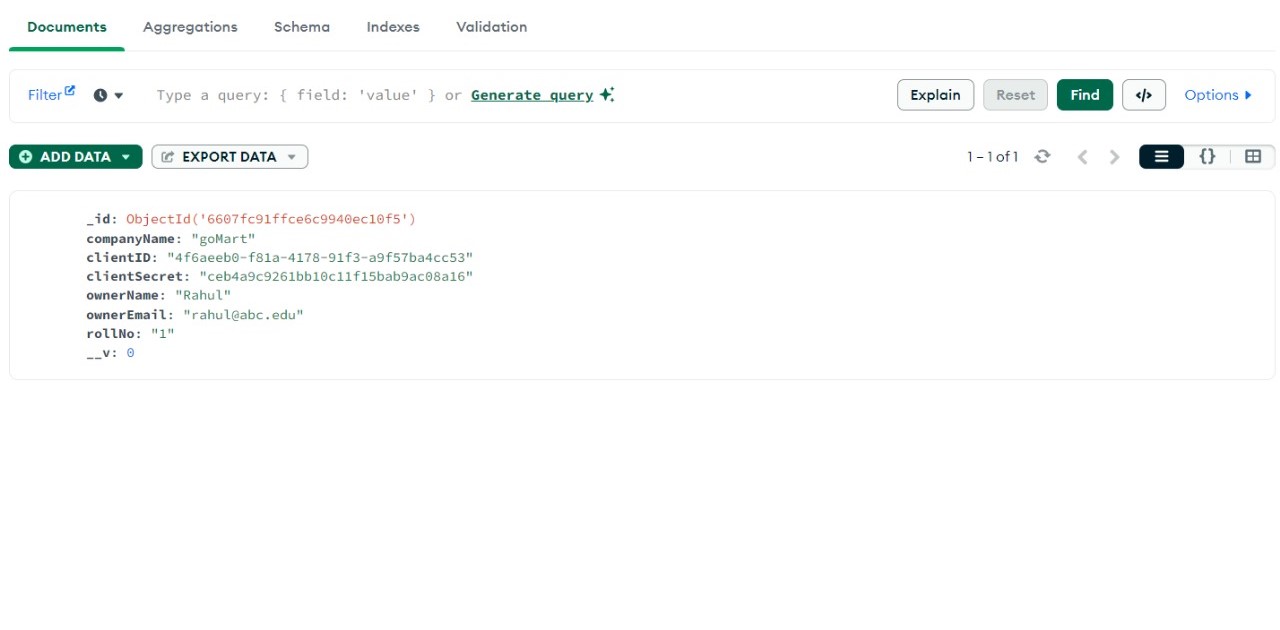 Documents Aggregations Schema Indexes Validation
Filter Type a query: { field: 'value' } or Generate query Explain Reset Find </> Options
ADD DATA EXPORT DATA 1 – 1 of 1 {}
_id: ObjectId('6607fc91ffce6c9940ec10f5')
companyName: "goMart"
clientID: "4f6aeeb0-f81a-4178-91f3-a9f57ba4cc53"
clientSecret: "ceb4a9c9261bb10c11f15bab9ac08a16"
ownerName: "Rahul"
ownerEmail: "rahul@abc.edu"
rollNo: "1"
__v: 0